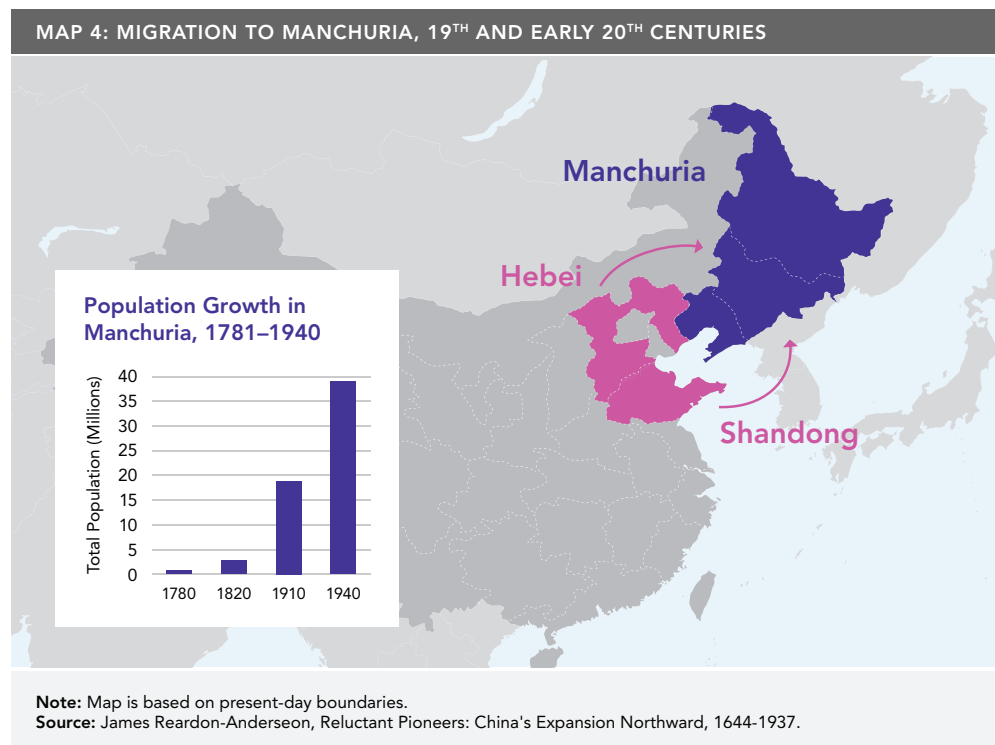 MAP 4: MIGRATION TO MANCHURIA, 19TH AND EARLY 20TH CENTURIES
Manchuria
Hebei
Shandong
Population Growth in
Manchuria, 1781–1940
Total Population (Millions)
40
35
30
25
20
15
10
5
0
1780 1820 1910 1940
Note: Map is based on present-day boundaries.
Source: James Reardon-Anderseon, Reluctant Pioneers: China's Expansion Northward, 1644-1937.